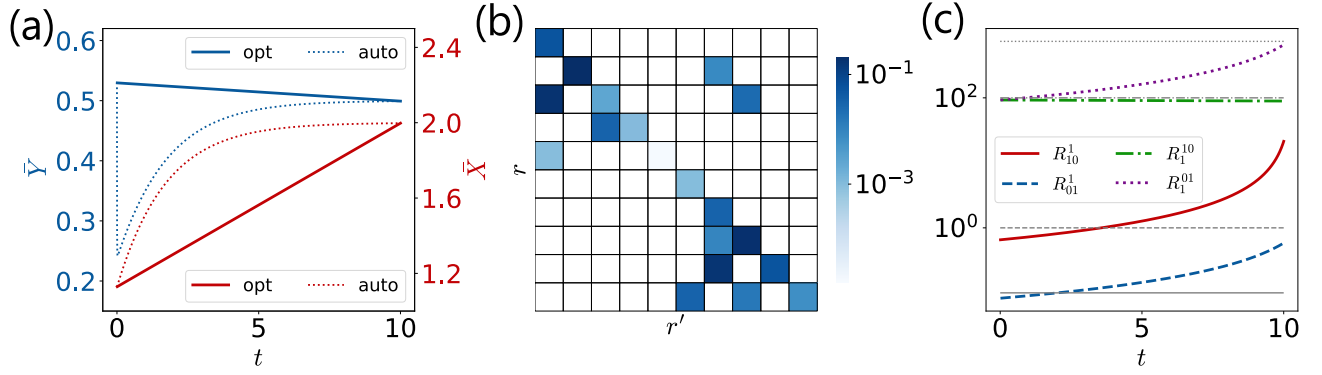 (a)
0.6
0.5
0.4
0.3
0.2
Ȳ
opt
auto
opt
auto
2.4
2.0
1.6
1.2
X̄
0
5
10
t
(b)
r
r′
10⁻¹
10⁻³
(c)
10²
10⁰
R¹₁₀
R¹₀₁
R₁¹⁰
R₁⁰¹
0
5
10
t